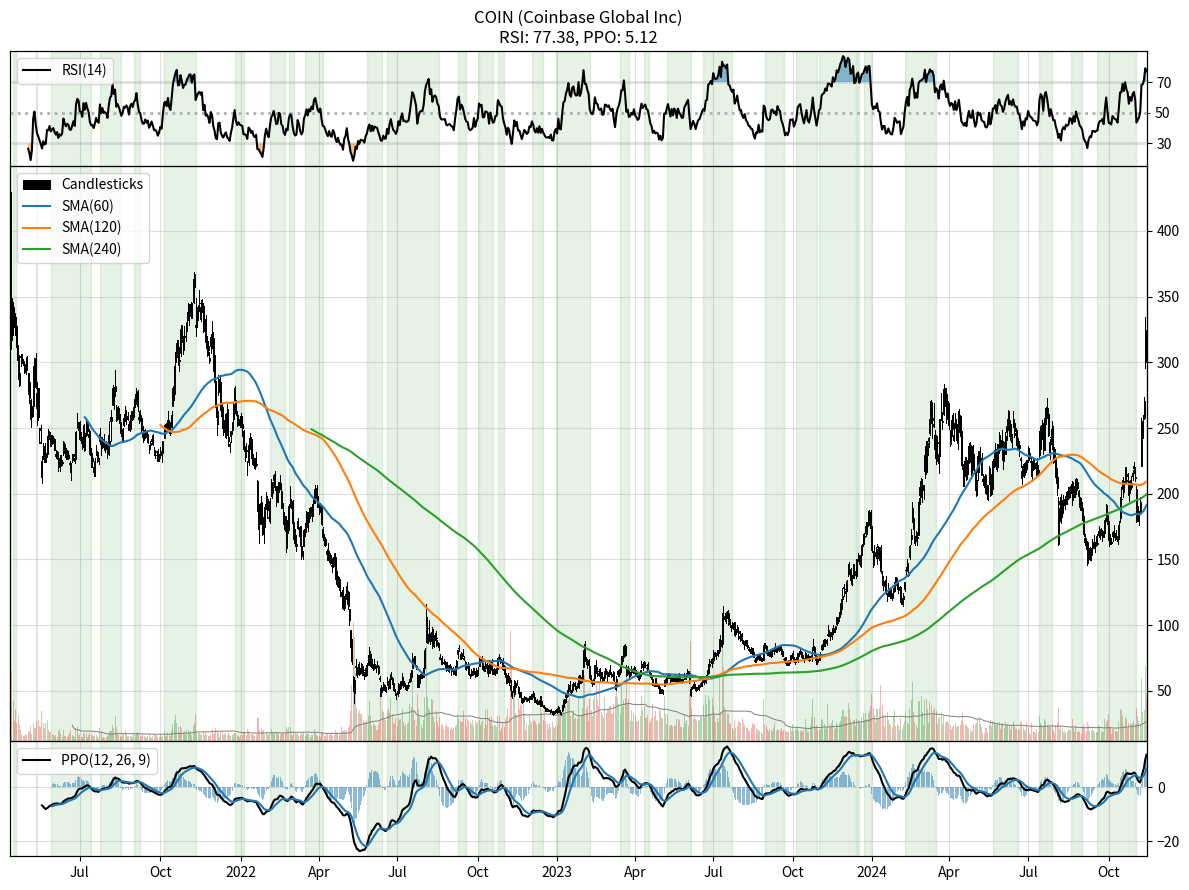 COIN (Coinbase Global Inc)
RSI: 77.38, PPO: 5.12
RSI(14)
70
50
30
Candlesticks
SMA(60)
SMA(120)
SMA(240)
400
350
300
250
200
150
100
50
PPO(12, 26, 9)
0
−20
Jul Oct 2022 Apr Jul Oct 2023 Apr Jul Oct 2024 Apr Jul Oct